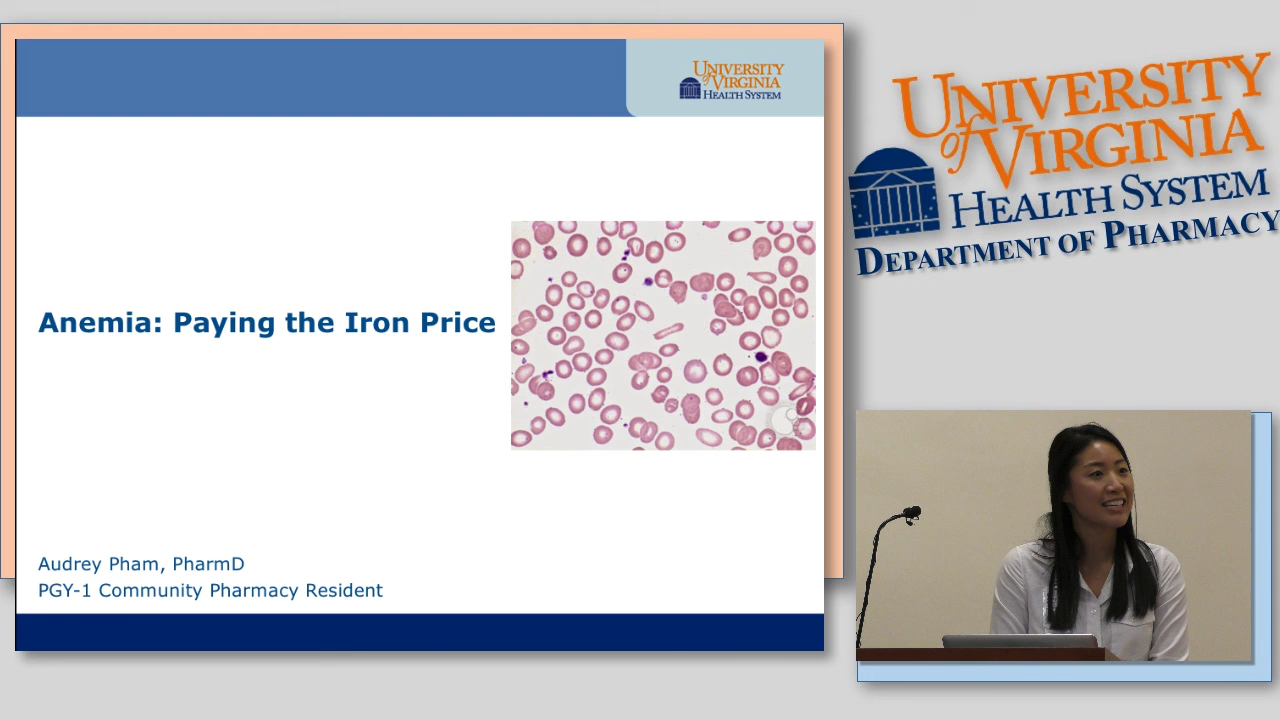 UNIVERSITY
of VIRGINIA
HEALTH SYSTEM
Anemia: Paying the Iron Price
Audrey Pham, PharmD
PGY-1 Community Pharmacy Resident
UNIVERSITY
of VIRGINIA
HEALTH SYSTEM
DEPARTMENT OF PHARMACY